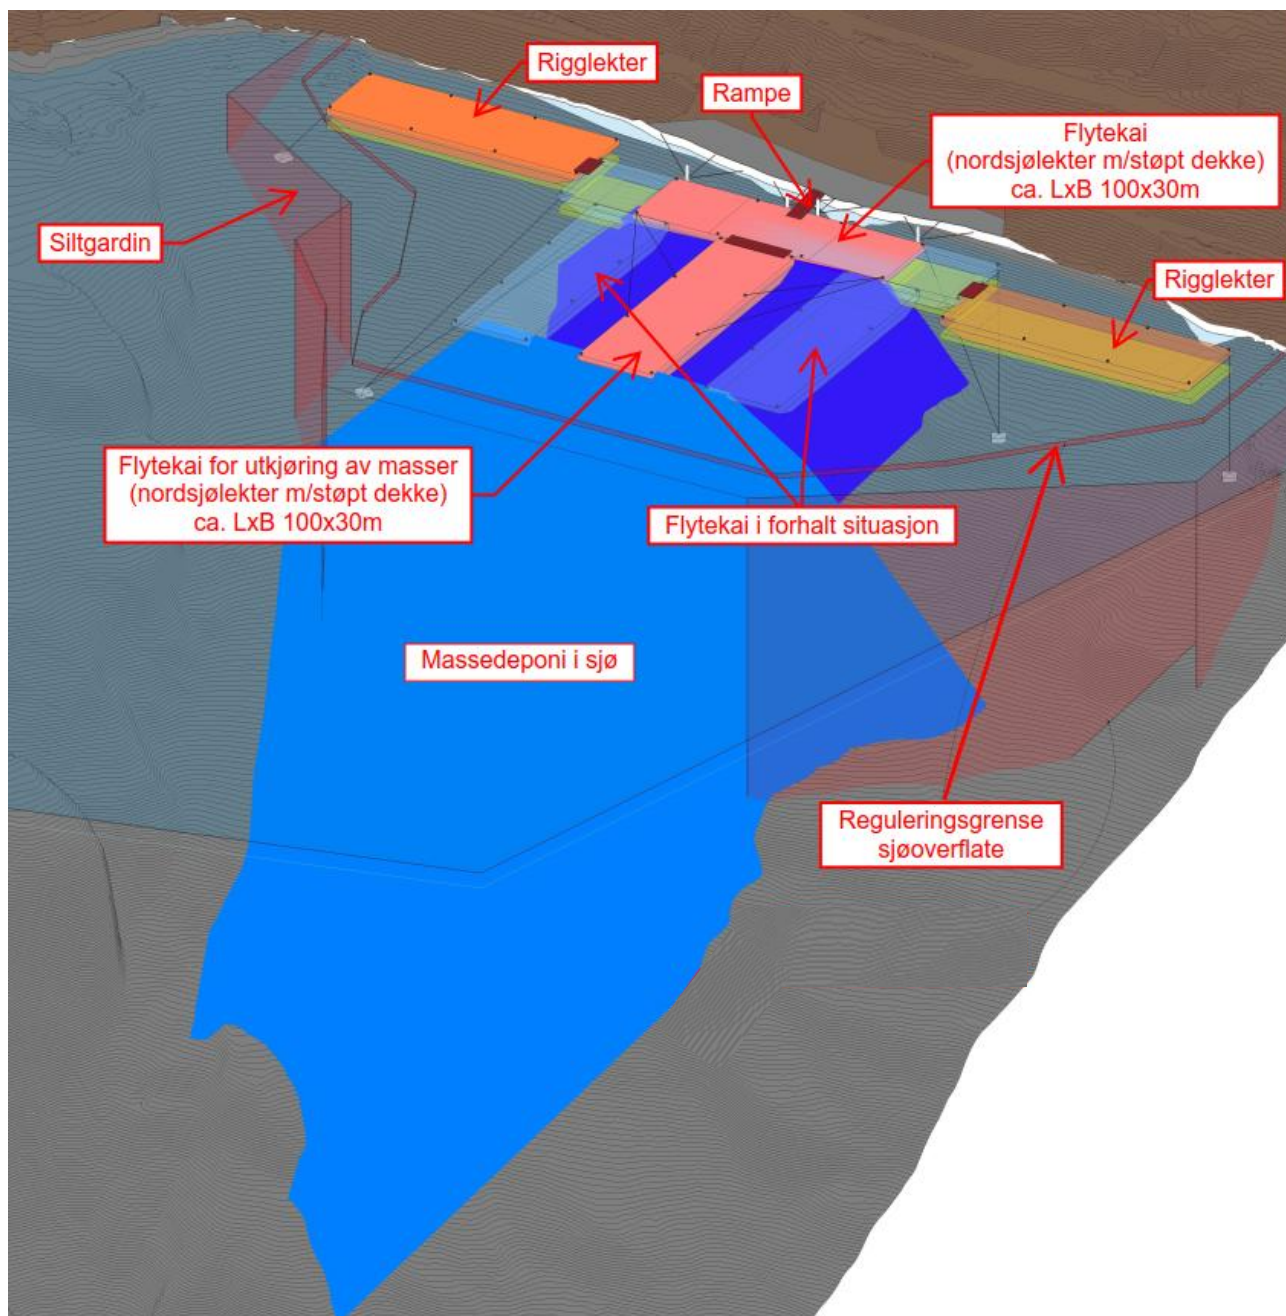 Rigglekter
Rampe
Flytekai
(nordsjølekter m/støpt dekke)
ca. LxB 100x30m
Siltgardin
Rigglekter
Flytekai for utkjøring av masser
(nordsjølekter m/støpt dekke)
ca. LxB 100x30m
Flytekai i forhalt situasjon
Massedeponi i sjø
Reguleringsgrense
sjøoverflate